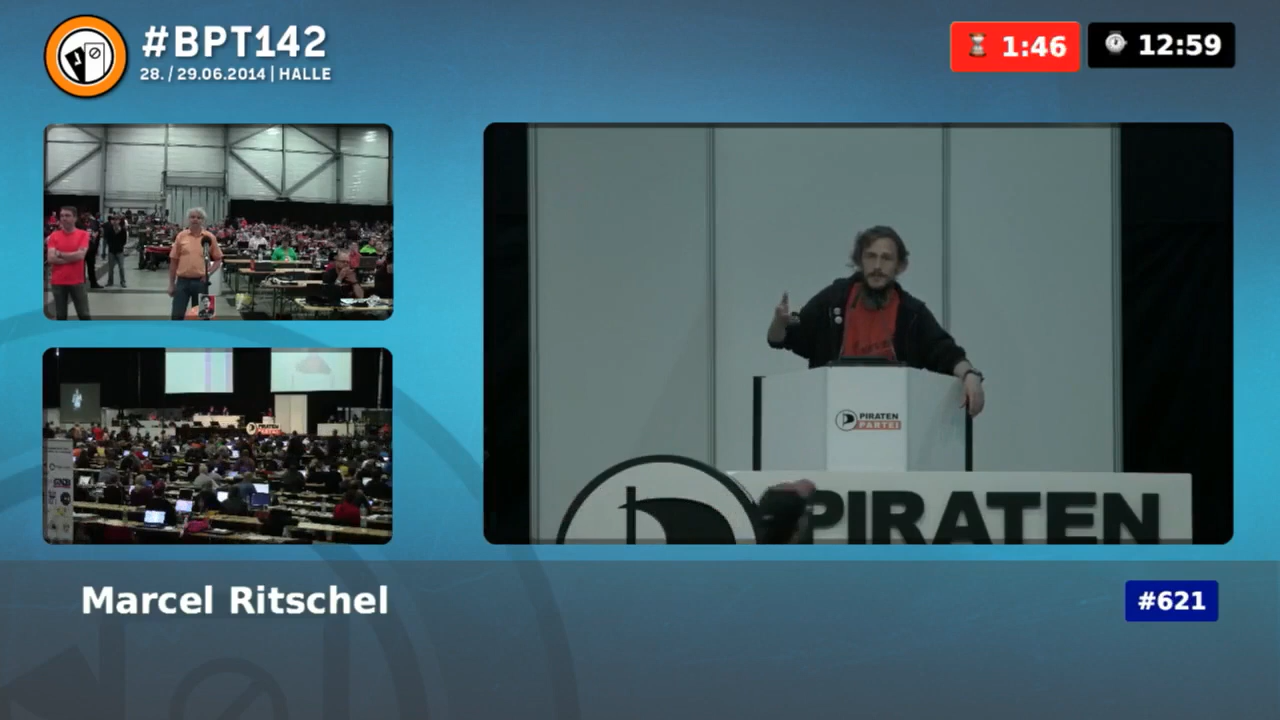 #BPT142
28. / 29.06.2014 | HALLE
1:46
12:59
PIRATEN
PARTEI
PIRATEN
Marcel Ritschel
#621